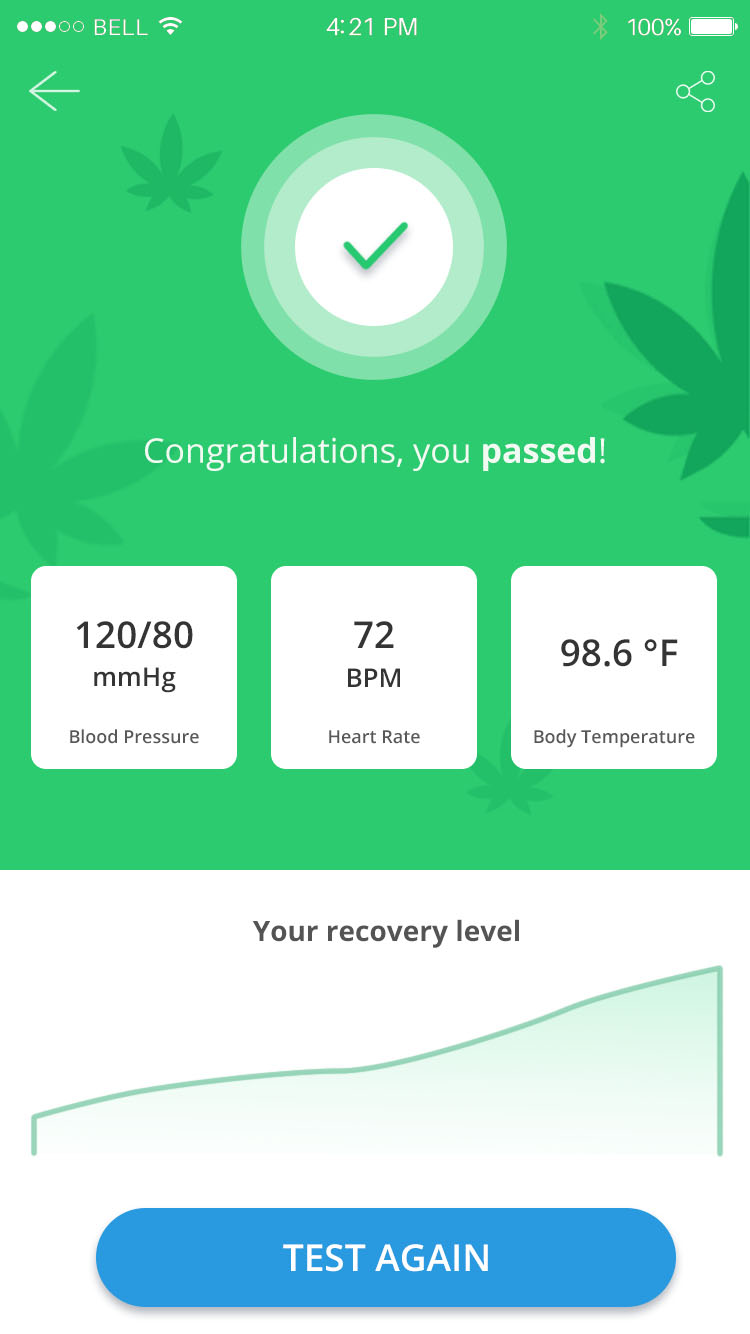 BELL 4:21 PM 100%
Congratulations, you passed!
120/80
mmHg
Blood Pressure
72
BPM
Heart Rate
98.6 °F
Body Temperature
Your recovery level
TEST AGAIN